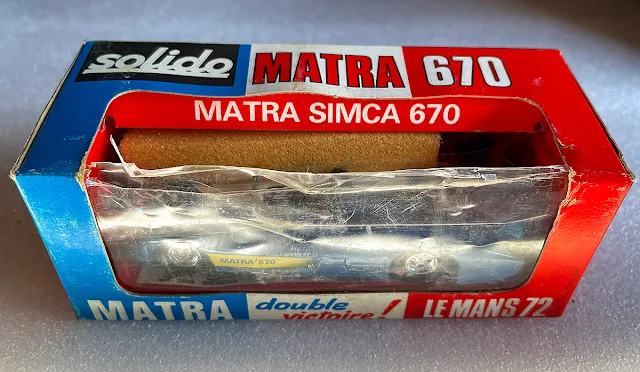 solido MATRA 670
MATRA SIMCA 670
MATRA 670
MATRA double victoire! LE MANS 72